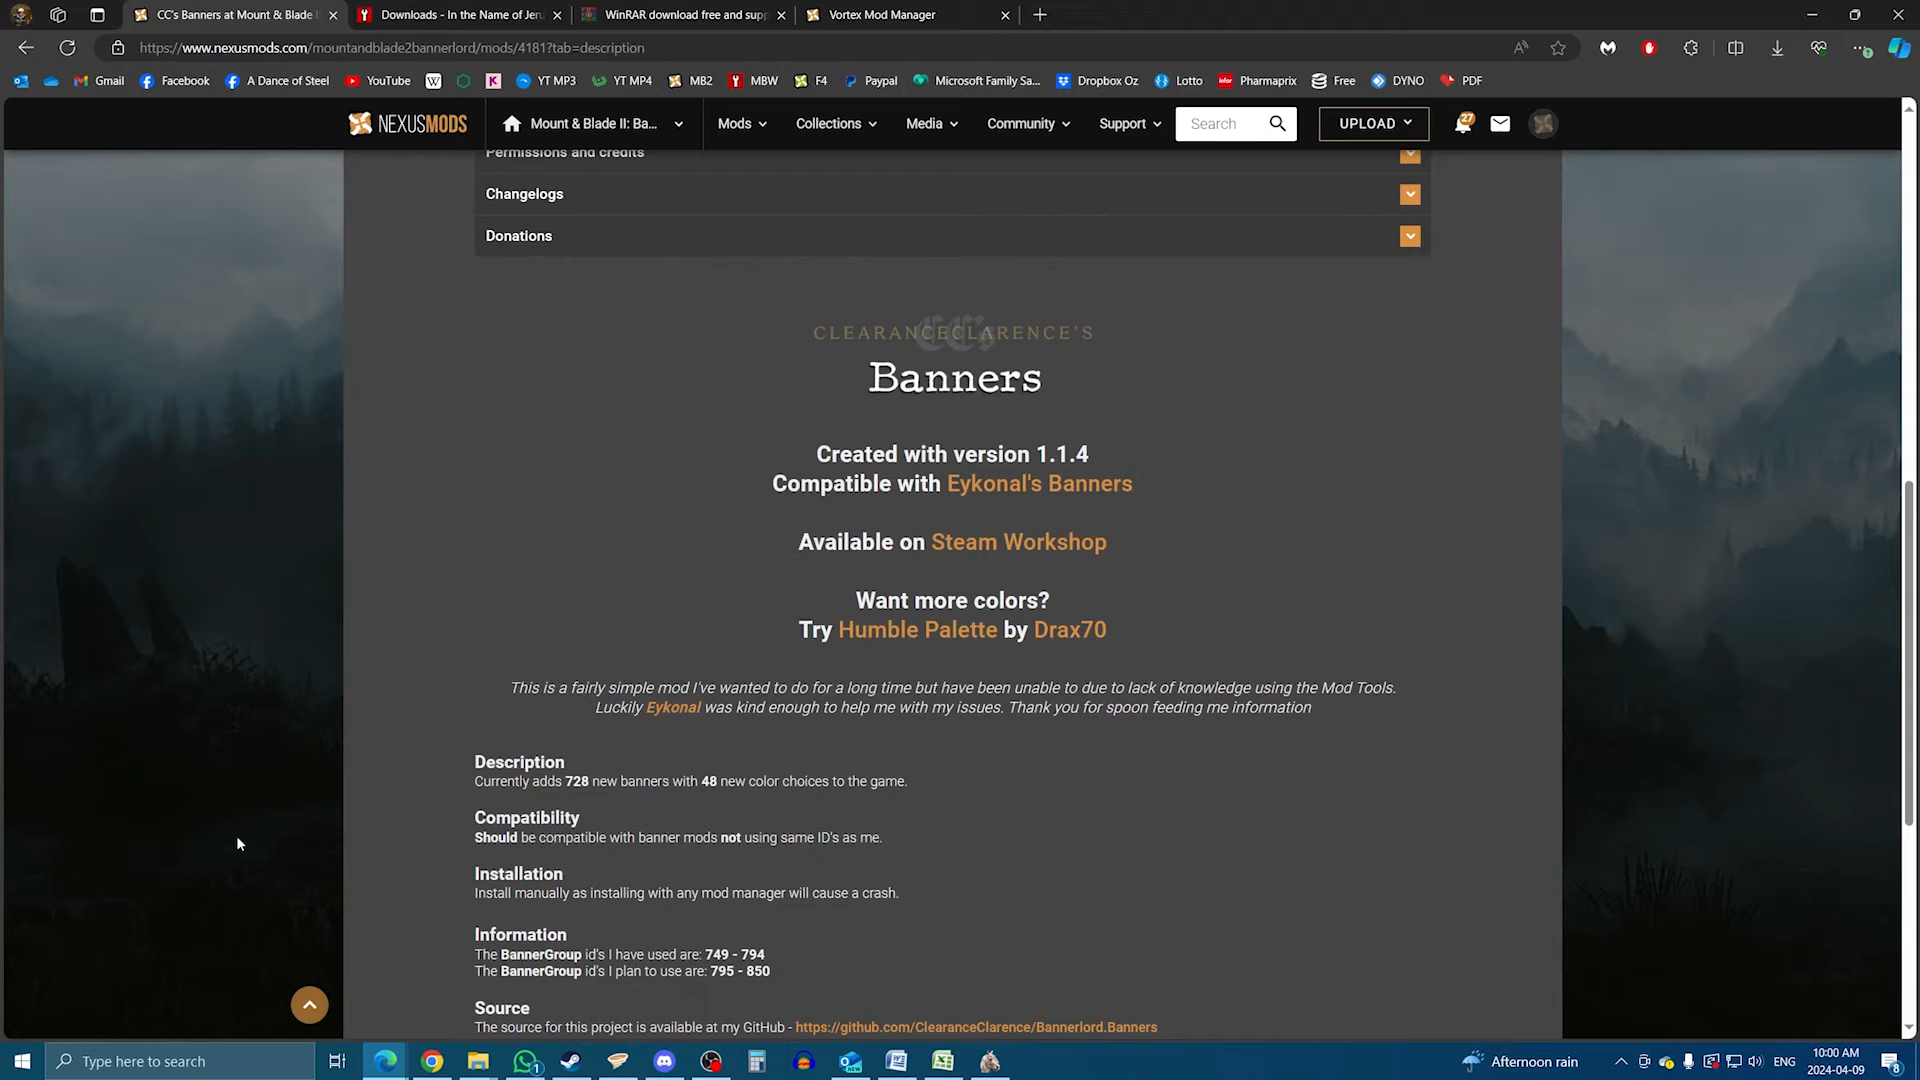 CC's Banners at Mount & Blade II
Downloads - In the Name of Jeru
WinRAR download free and supp
Vortex Mod Manager
https://www.nexusmods.com/mountandblade2bannerlord/mods/4181?tab=description
Gmail
Facebook
A Dance of Steel
YouTube
YT MP3
YT MP4
MB2
MBW
F4
Paypal
Microsoft Family Sa...
Dropbox Oz
Lotto
Pharmaprix
Free
DYNO
PDF
NEXUSMODS
Mount & Blade II: Ba...
Mods
Collections
Media
Community
Support
Search
UPLOAD
27
Permissions and credits
Changelogs
Donations
CC's
CLEARANCECLARENCE'S
Banners
Created with version 1.1.4
Compatible with Eykonal's Banners
Available on Steam Workshop
Want more colors?
Try Humble Palette by Drax70
This is a fairly simple mod I've wanted to do for a long time but have been unable to due to lack of knowledge using the Mod Tools.
Luckily Eykonal was kind enough to help me with my issues. Thank you for spoon feeding me information
Description
Currently adds 728 new banners with 48 new color choices to the game.
Compatibility
Should be compatible with banner mods not using same ID's as me.
Installation
Install manually as installing with any mod manager will cause a crash.
Information
The BannerGroup id's I have used are: 749 - 794
The BannerGroup id's I plan to use are: 795 - 850
Source
The source for this project is available at my GitHub - https://github.com/ClearanceClarence/Bannerlord.Banners
Type here to search
1
NEW
Afternoon rain
ENG
10:00 AM
2024-04-09
8